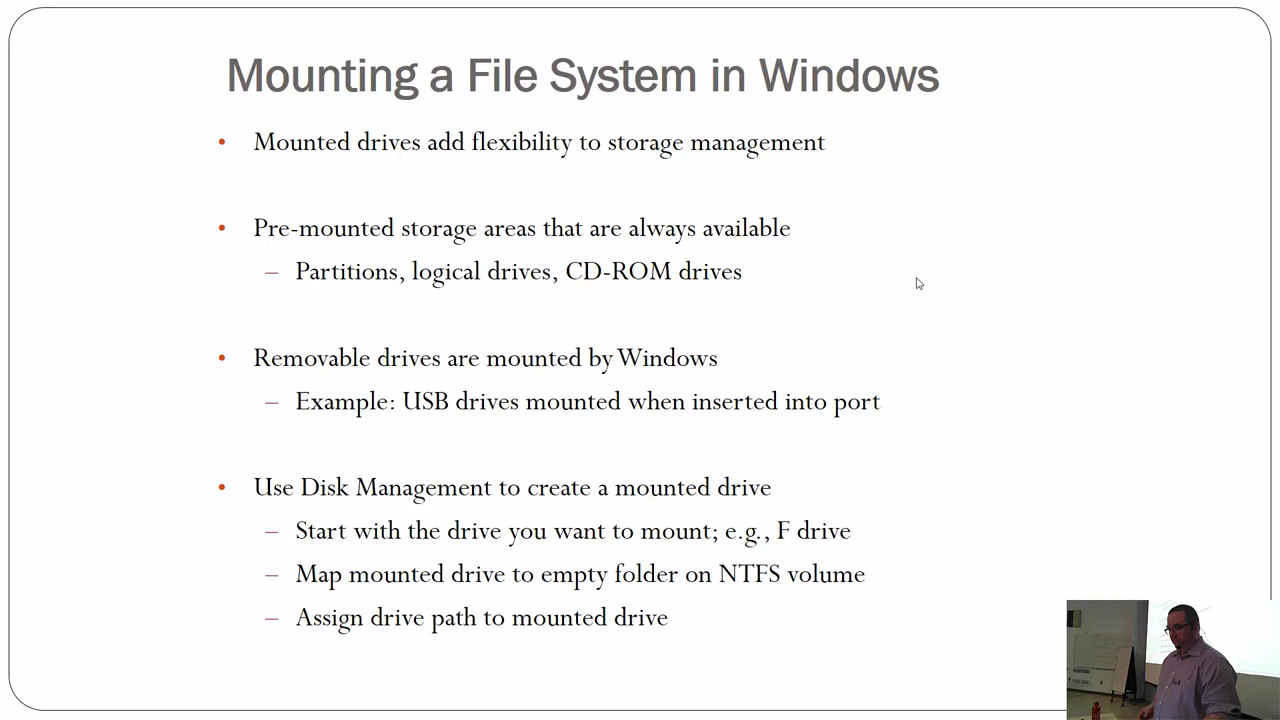 Mounting a File System in Windows
• Mounted drives add flexibility to storage management
• Pre-mounted storage areas that are always available
– Partitions, logical drives, CD-ROM drives
• Removable drives are mounted by Windows
– Example: USB drives mounted when inserted into port
• Use Disk Management to create a mounted drive
– Start with the drive you want to mount; e.g., F drive
– Map mounted drive to empty folder on NTFS volume
– Assign drive path to mounted drive